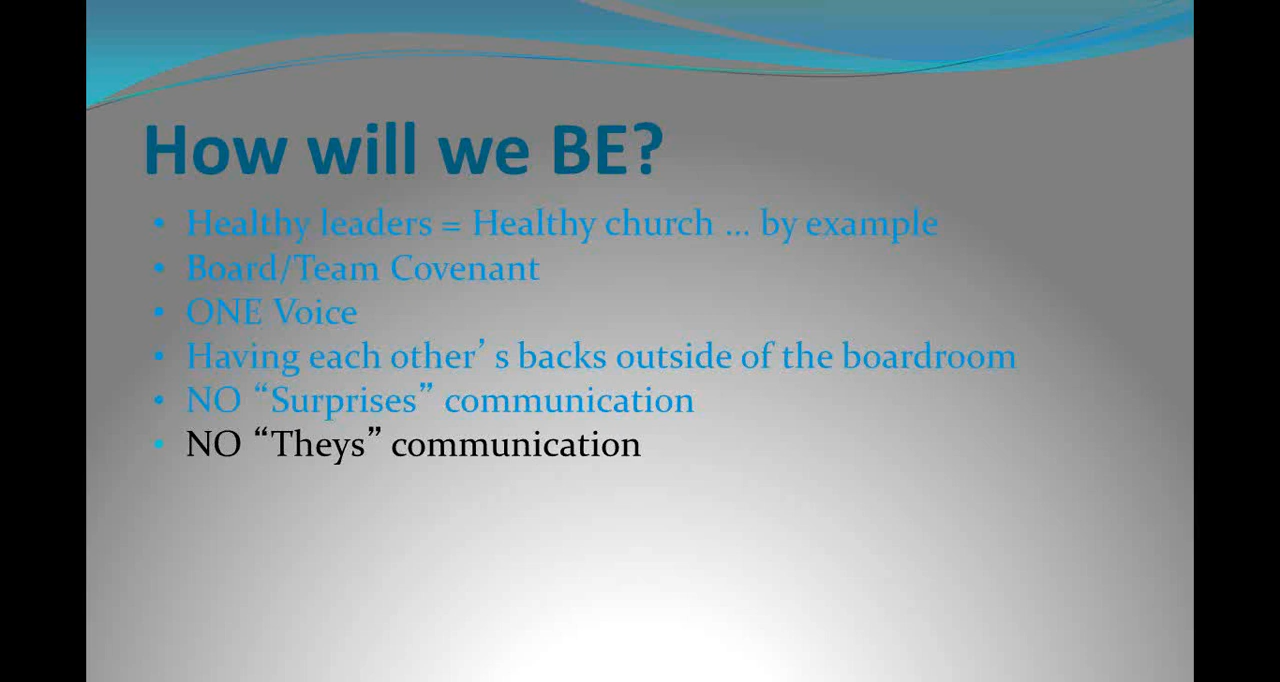 How will we BE?
• Healthy leaders = Healthy church ... by example
• Board/Team Covenant
• ONE Voice
• Having each other’ s backs outside of the boardroom
• NO “Surprises” communication
• NO “Theys” communication